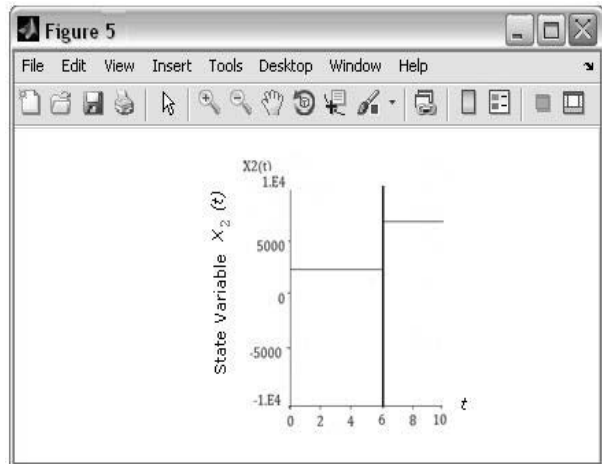 Figure 5
File Edit View Insert Tools Desktop Window Help
X2(t)
1.E4
5000
0
-5000
-1.E4
State Variable X2 (t)
0 2 4 6 8 10
t